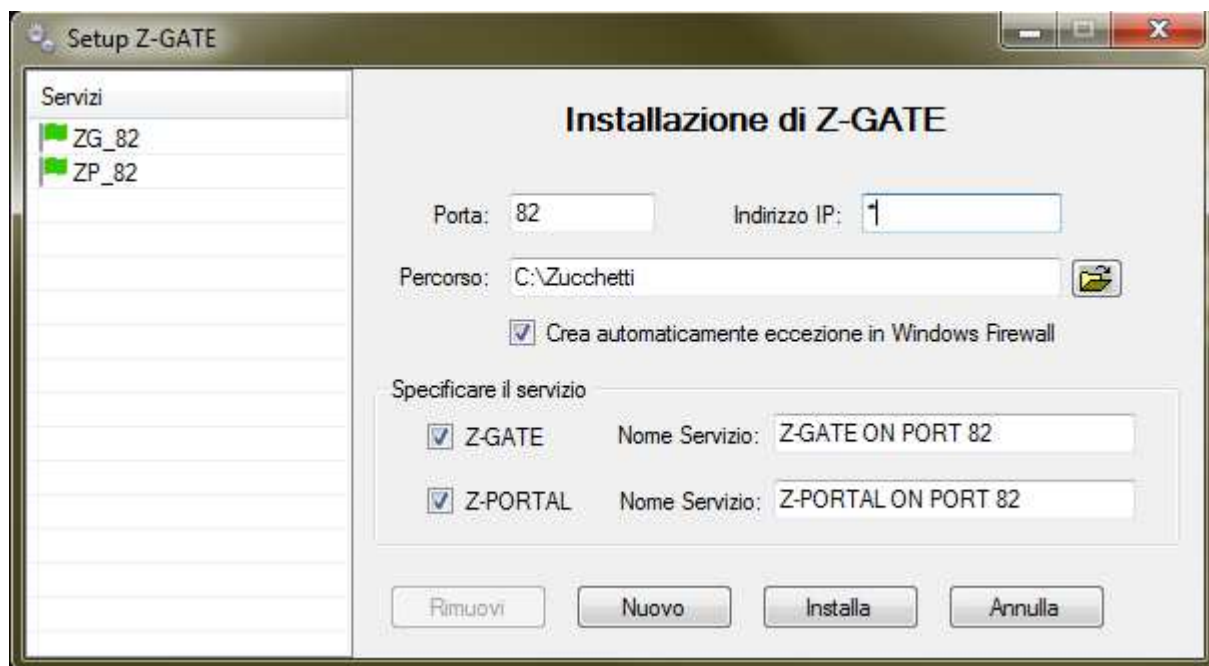 Setup Z-GATE
Servizi
ZG_82
ZP_82
Installazione di Z-GATE
Porta: 82 Indirizzo IP: *
Percorso: C:\Zucchetti
Crea automaticamente eccezione in Windows Firewall
Specificare il servizio
Z-GATE Nome Servizio: Z-GATE ON PORT 82
Z-PORTAL Nome Servizio: Z-PORTAL ON PORT 82
Rimuovi Nuovo Installa Annulla